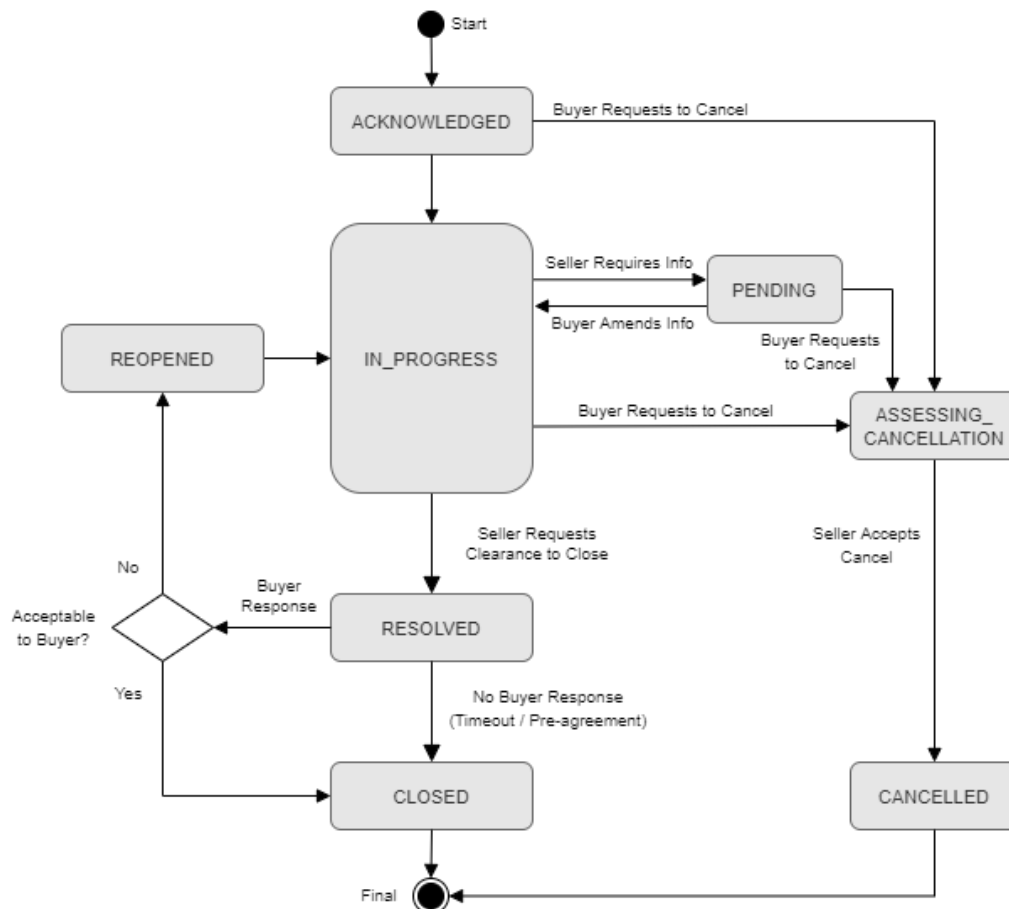 Start
ACKNOWLEDGED
Buyer Requests to Cancel
Seller Requires Info
PENDING
Buyer Amends Info
Buyer Requests
to Cancel
REOPENED
IN_PROGRESS
Buyer Requests to Cancel
ASSESSING_
CANCELLATION
Seller Requests
Clearance to Close
Seller Accepts
Cancel
No
Buyer
Response
Acceptable
to Buyer?
RESOLVED
Yes
No Buyer Response
(Timeout / Pre-agreement)
CLOSED
CANCELLED
Final